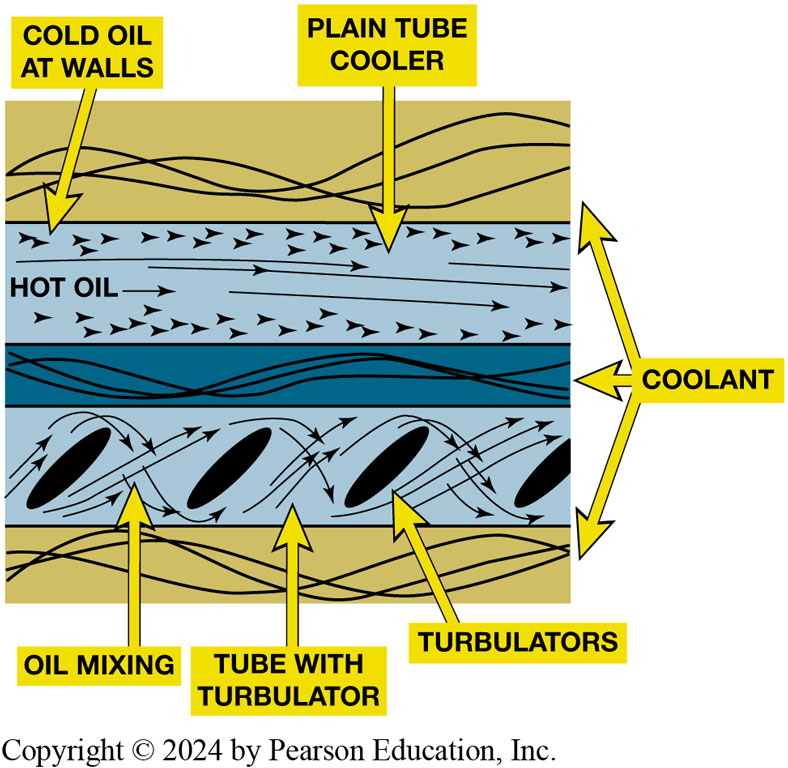 COLD OIL
AT WALLS
PLAIN TUBE
COOLER
HOT OIL
COOLANT
OIL MIXING
TUBE WITH
TURBULATOR
TURBULATORS
Copyright © 2024 by Pearson Education, Inc.